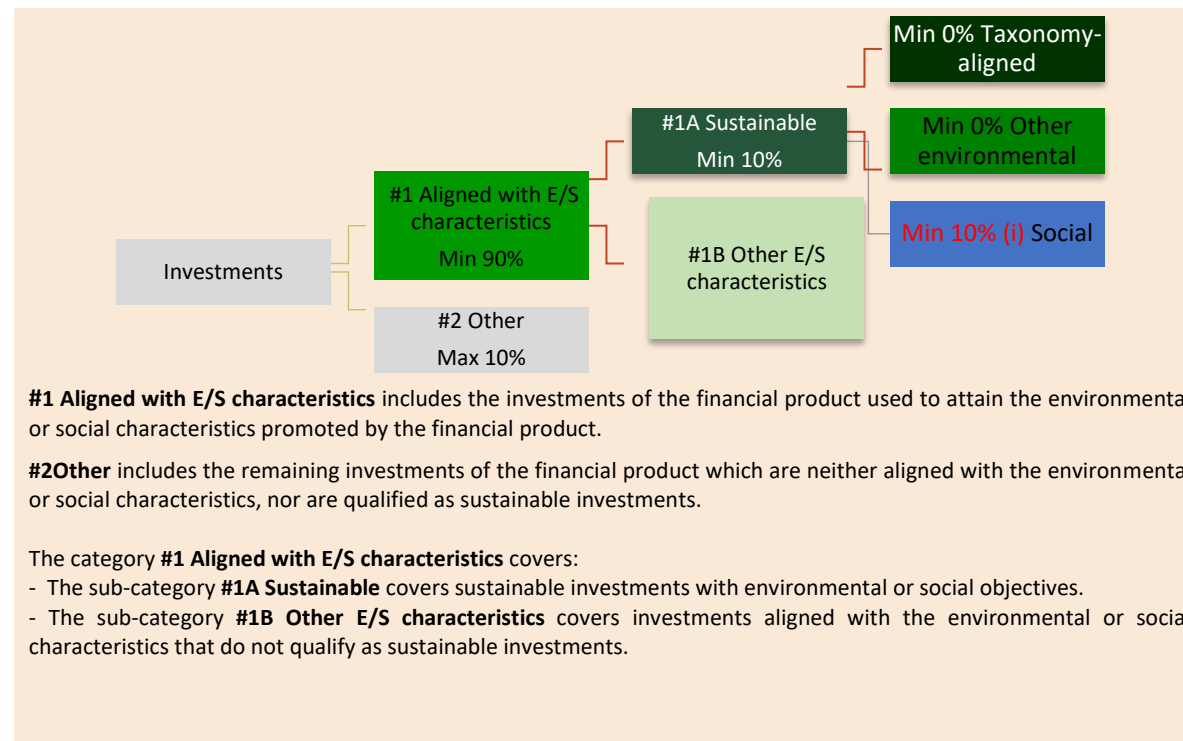 Min 0% Taxonomy-
aligned
#1A Sustainable
Min 10%
Min 0% Other
environmental
#1 Aligned with E/S
characteristics
Min 90%
Min 10% (i) Social
#1B Other E/S
characteristics
Investments
#2 Other
Max 10%
#1 Aligned with E/S characteristics includes the investments of the financial product used to attain the environmenta
or social characteristics promoted by the financial product.
#2Other includes the remaining investments of the financial product which are neither aligned with the environmenta
or social characteristics, nor are qualified as sustainable investments.
The category #1 Aligned with E/S characteristics covers:
- The sub-category #1A Sustainable covers sustainable investments with environmental or social objectives.
- The sub-category #1B Other E/S characteristics covers investments aligned with the environmental or socia
characteristics that do not qualify as sustainable investments.